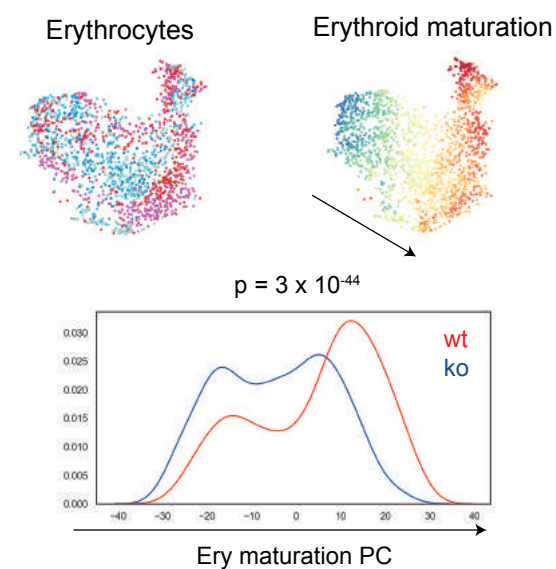 Erythrocytes
Erythroid maturation
p = 3 x 10⁻⁴⁴
0.030
0.025
0.020
0.015
0.010
0.005
0.000
wt
ko
−40 −30 −20 −10 0 10 20 30 40
Ery maturation PC